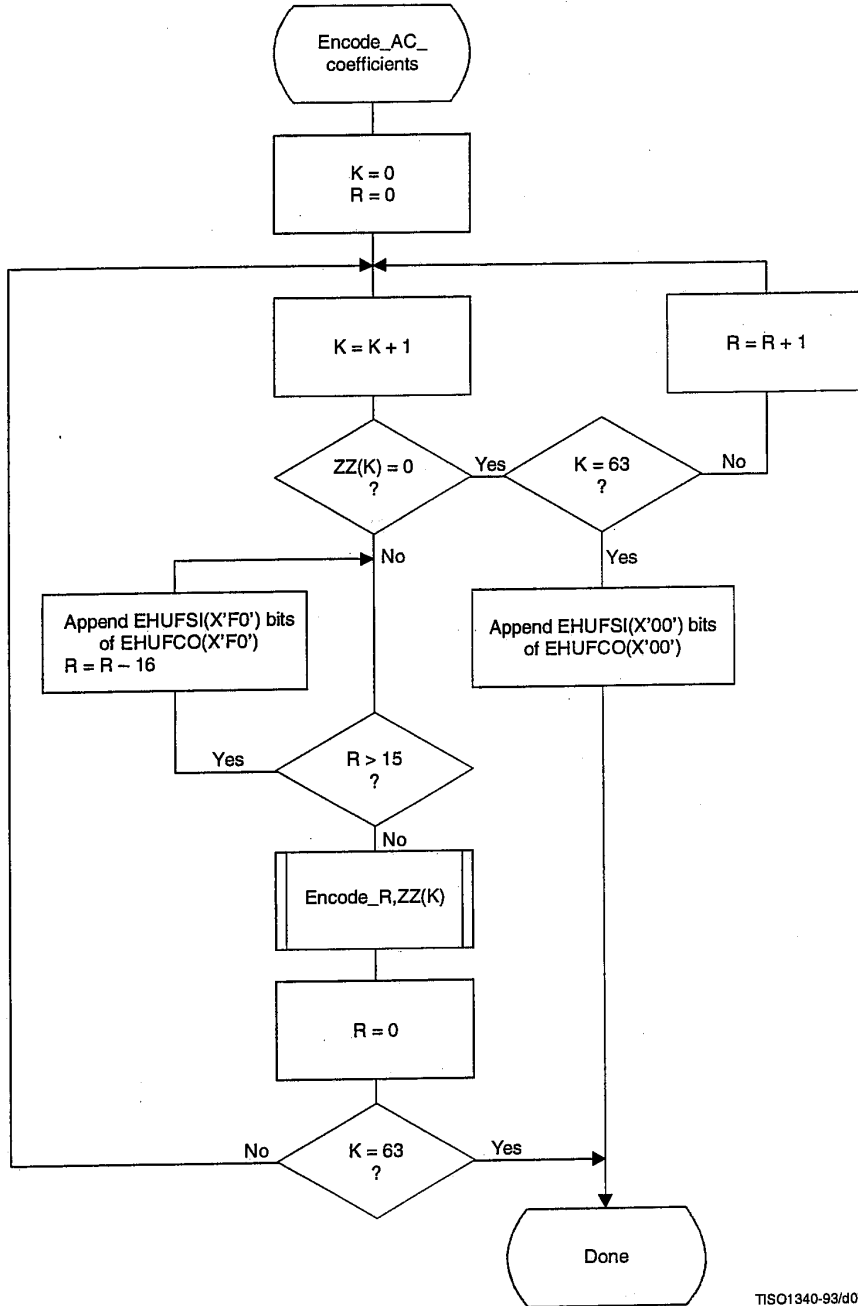 Encode_AC_
coefficients
K = 0
R = 0
K = K + 1
R = R + 1
ZZ(K) = 0
?
Yes
K = 63
?
No
No
Yes
Append EHUFSI(X'F0') bits
of EHUFCO(X'F0')
R = R – 16
Append EHUFSI(X'00') bits
of EHUFCO(X'00')
Yes
R > 15
?
No
Encode_R,ZZ(K)
R = 0
No
K = 63
?
Yes
Done
TISO1340-93/d0